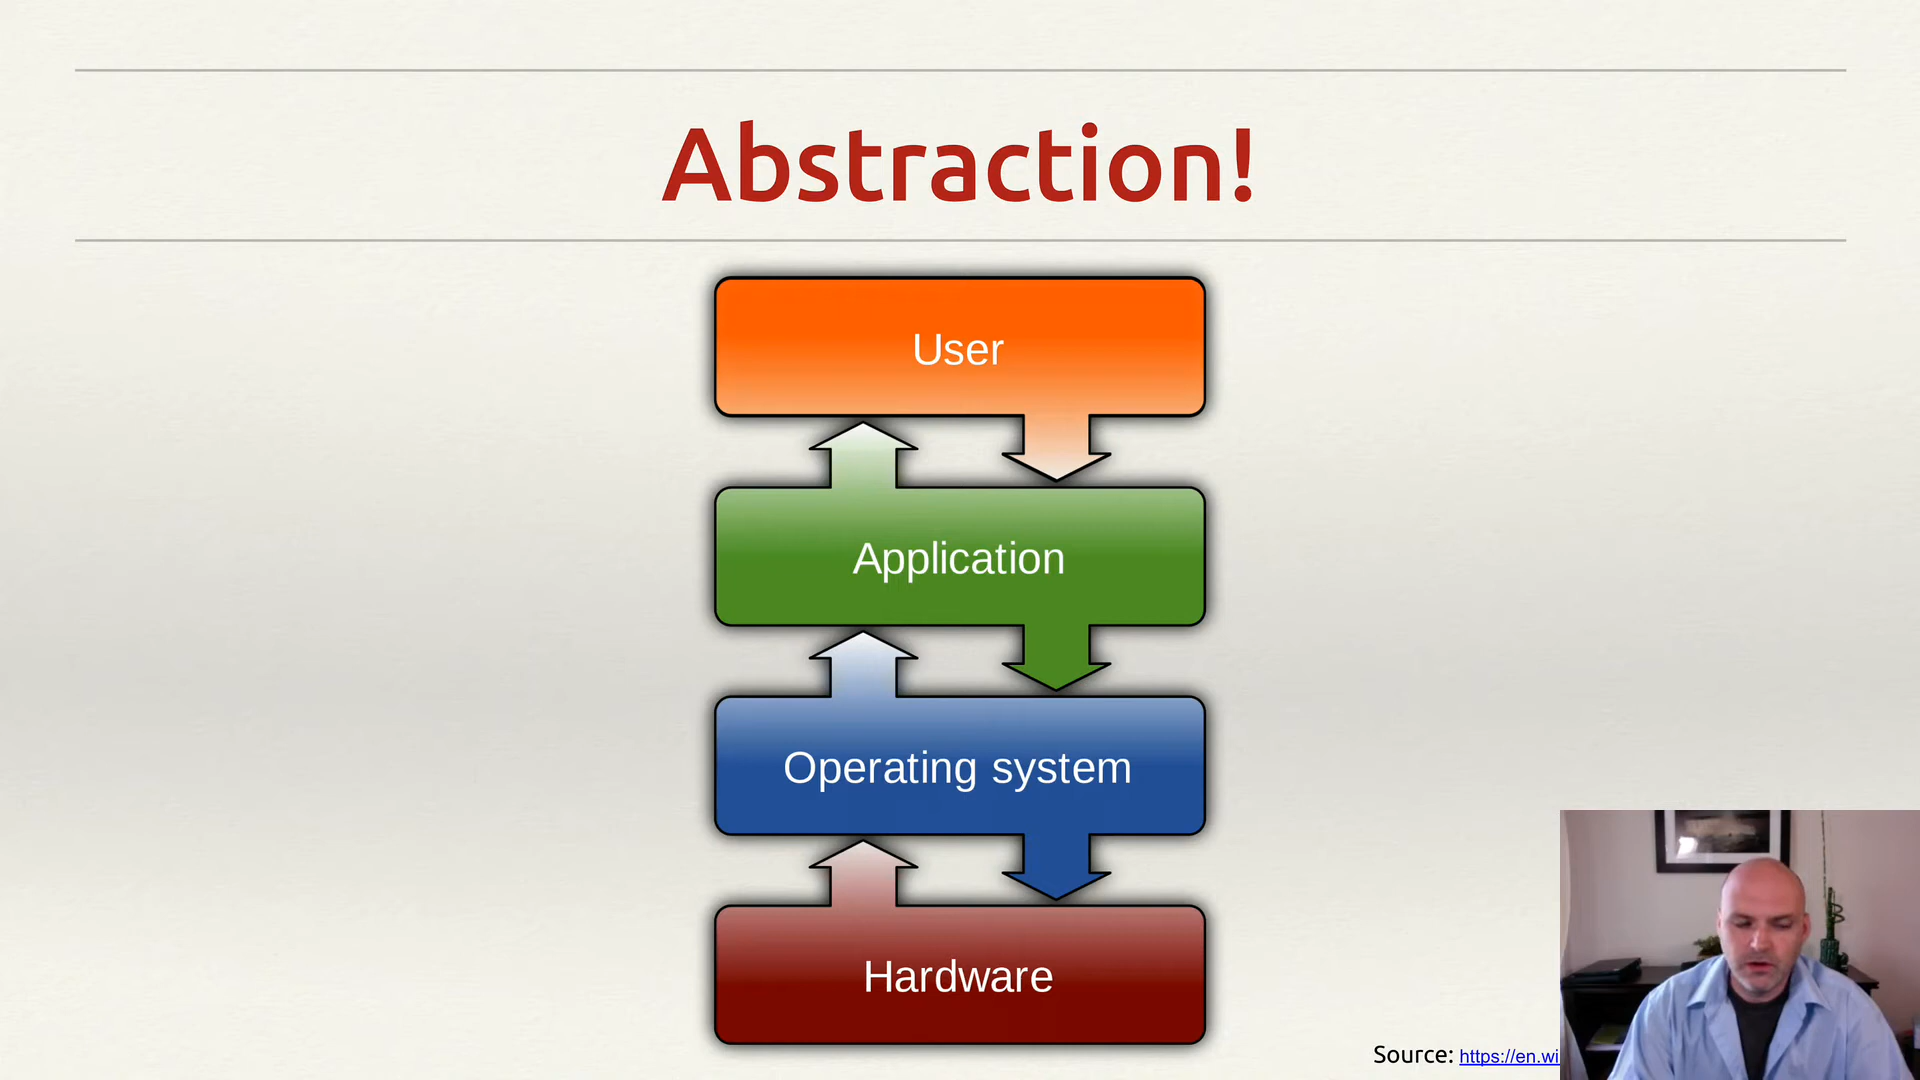 Abstraction!
User
Application
Operating system
Hardware
Source: https://en.wi